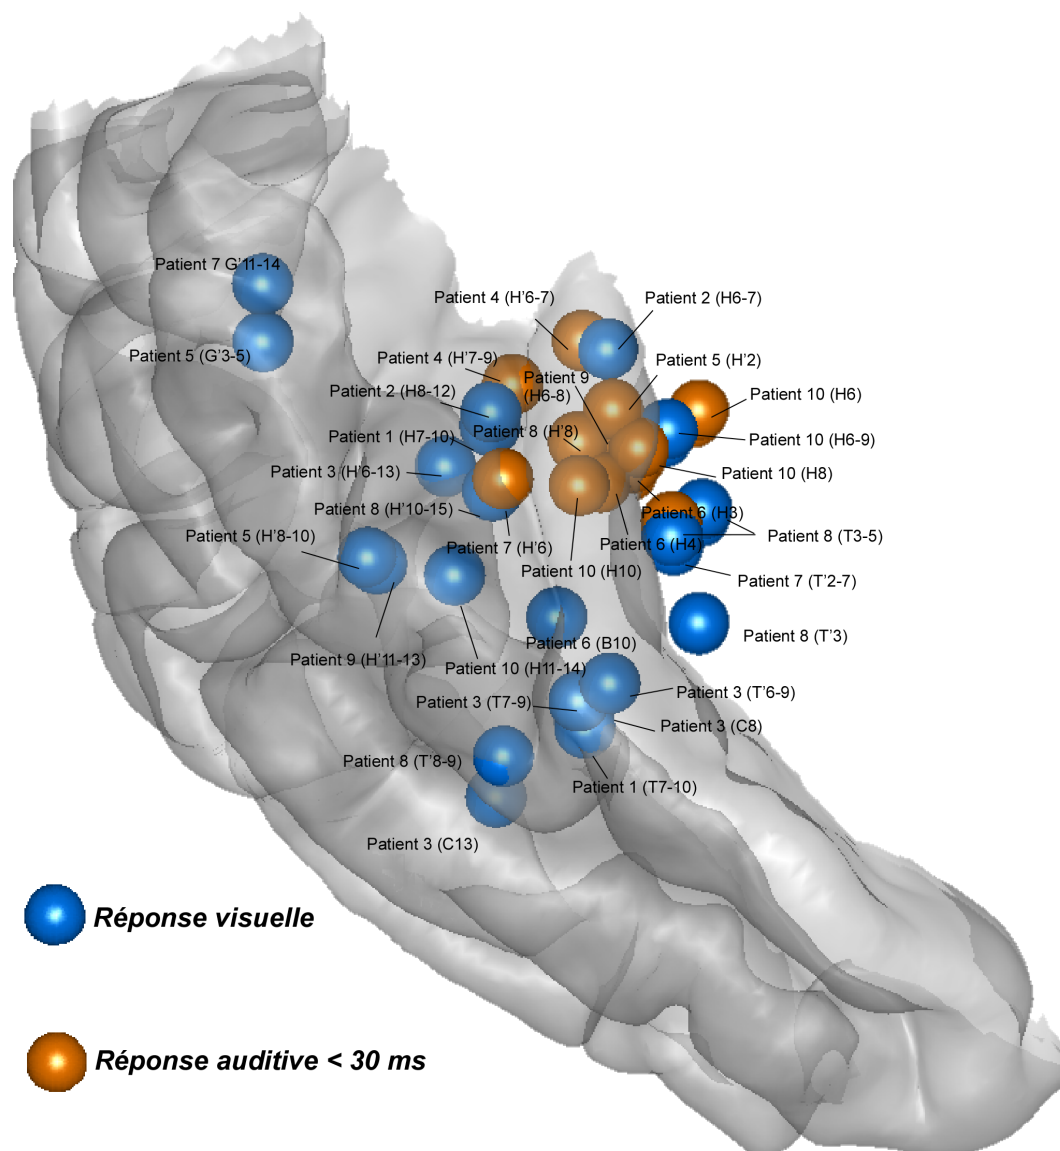 Patient 7 G'11-14
Patient 4 (H'6-7)
Patient 2 (H6-7)
Patient 5 (G'3-5)
Patient 4 (H'7-9)
Patient 5 (H'2)
Patient 9
(H6-8)
Patient 2 (H8-12)
Patient 10 (H6)
Patient 1 (H7-10)
Patient 8 (H'8)
Patient 10 (H6-9)
Patient 3 (H'6-13)
Patient 10 (H8)
Patient 8 (H'10-15)
Patient 6 (H3)
Patient 5 (H'8-10)
Patient 7 (H'6)
Patient 6 (H4)
Patient 8 (T3-5)
Patient 10 (H10)
Patient 7 (T'2-7)
Patient 8 (T'3)
Patient 6 (B10)
Patient 9 (H'11-13)
Patient 10 (H11-14)
Patient 3 (T'6-9)
Patient 3 (T7-9)
Patient 3 (C8)
Patient 8 (T'8-9)
Patient 1 (T7-10)
Patient 3 (C13)
Réponse visuelle
Réponse auditive < 30 ms